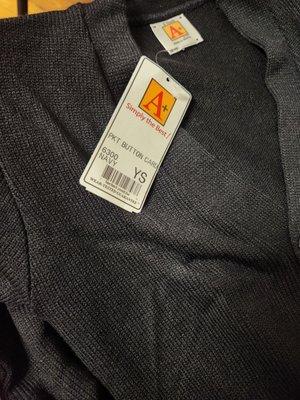 A+
A+
Simply the Best!
PKT BUTTON CARD
6300
NAVY
YS